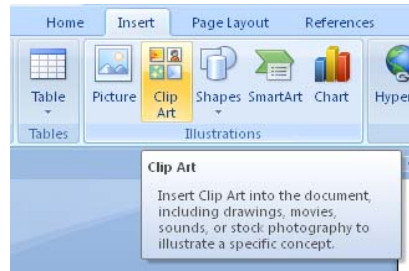 Home Insert Page Layout References
Table Picture Clip Art Shapes SmartArt Chart Hyper
Tables Illustrations
Clip Art
Insert Clip Art into the document,
including drawings, movies,
sounds, or stock photography to
illustrate a specific concept.